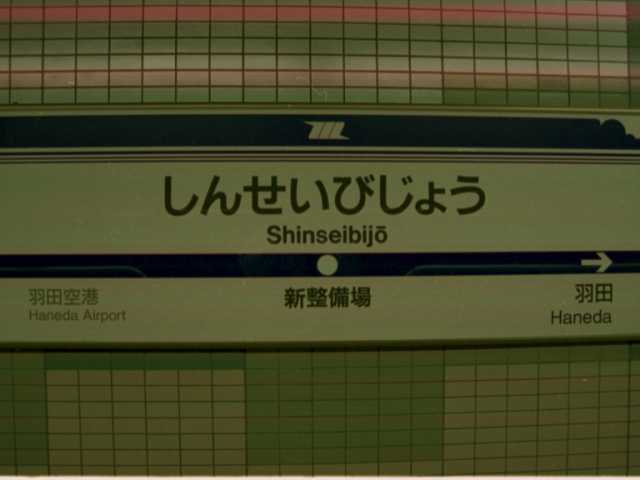 しんせいびじょう
Shinseibijō
羽田空港 新整備場 羽田
Haneda Airport Haneda